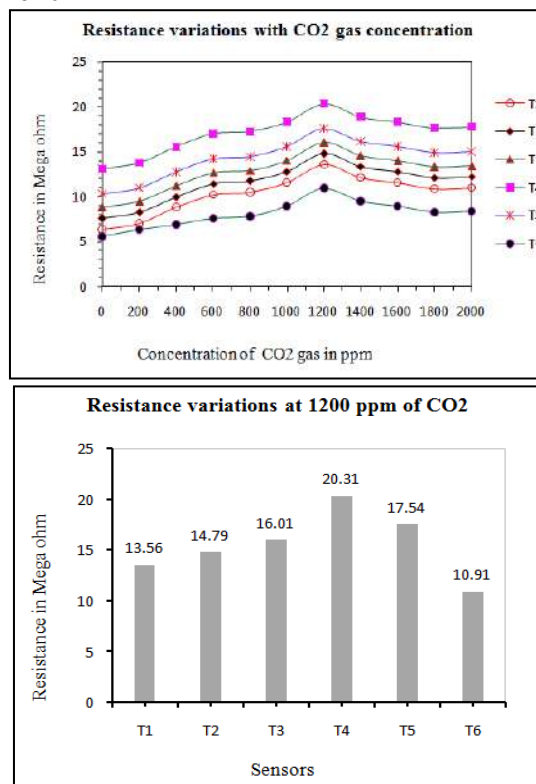 Resistance variations with CO2 gas concentration
25
20
15
10
5
0
Resistance in Mega ohm
0 200 400 600 800 1000 1200 1400 1600 1800 2000
Concentration of CO2 gas in ppm
T
T
T
T
T
T
Resistance variations at 1200 ppm of CO2
25
20
15
10
5
0
Resistance in Mega ohm
13.56
14.79
16.01
20.31
17.54
10.91
T1 T2 T3 T4 T5 T6
Sensors